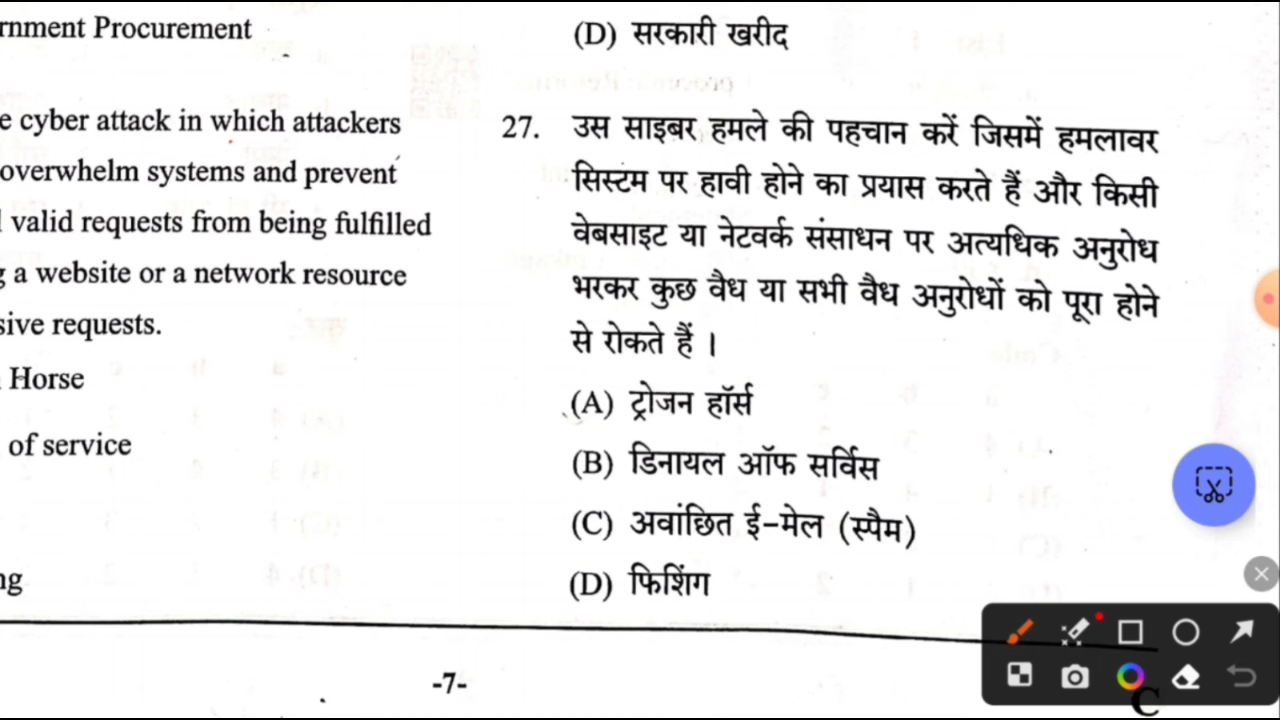 rnment Procurement
e cyber attack in which attackers
overwhelm systems and prevent
valid requests from being fulfilled
a website or a network resource
sive requests.
Horse
of service
ng
(D) सरकारी खरीद
27. उस साइबर हमले की पहचान करें जिसमें हमलावर
सिस्टम पर हावी होने का प्रयास करते हैं और किसी
वेबसाइट या नेटवर्क संसाधन पर अत्यधिक अनुरोध
भरकर कुछ वैध या सभी वैध अनुरोधों को पूरा होने
से रोकते हैं ।
(A) ट्रोजन हॉर्स
(B) डिनायल ऑफ सर्विस
(C) अवांछित ई-मेल (स्पैम)
(D) फिशिंग
-7-
C